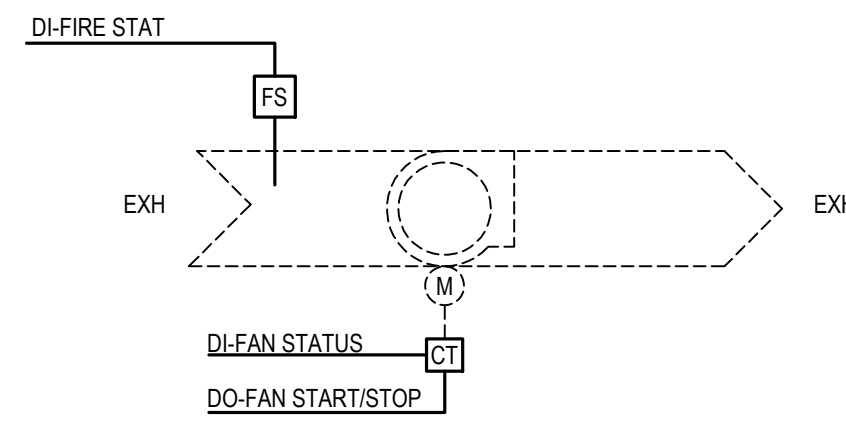 DI-FIRE STAT
FS
EXH
EXH
M
DI-FAN STATUS
CT
DO-FAN START/STOP